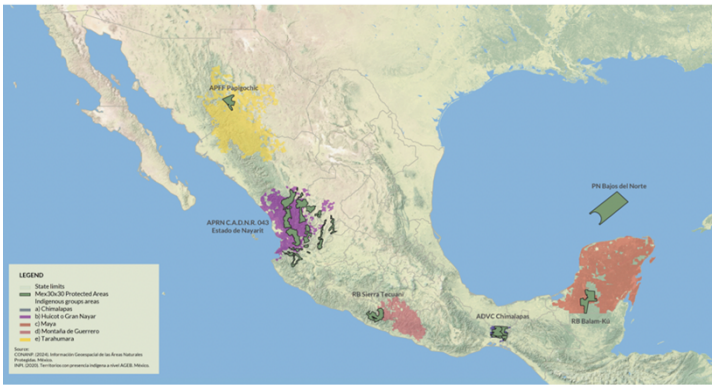 APFF Papigochic
PN Bajos del Norte
APRN C.A.D.N.R. 043
Estado de Nayarit
RB Sierra Tecuani
ADVC Chimalapas
RB Balam-Kú
LEGEND
State limits
Mex30x30 Protected Areas
Indigenous groups areas
a) Chimalapas
b) Huicot o Gran Nayar
c) Maya
d) Montaña de Guerrero
e) Tarahumara
Source:
CONANP. (2024). Información Geoespacial de las Áreas Naturales
Protegidas. México.
INPI. (2020). Territorios con presencia indígena a nivel AGEB. México.